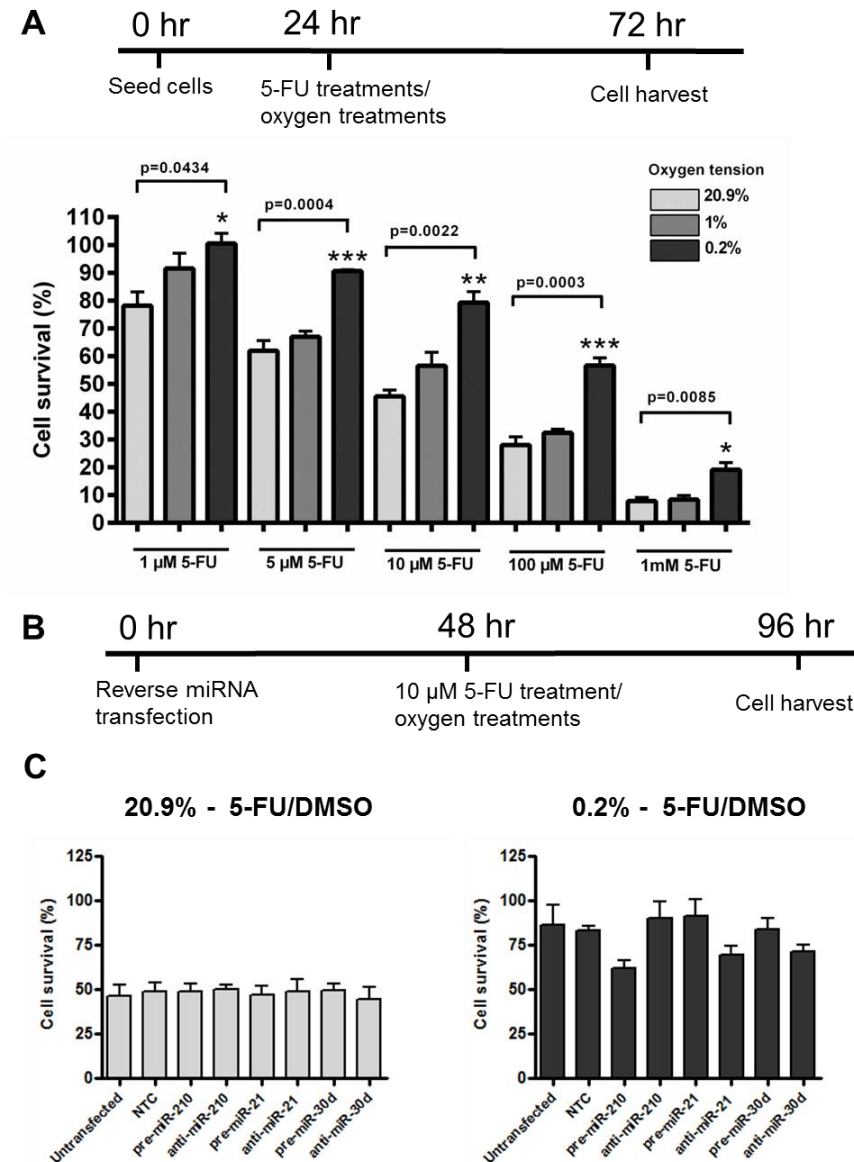 A
0 hr 24 hr 72 hr
Seed cells 5-FU treatments/ Cell harvest
oxygen treatments
p=0.0434
p=0.0004
p=0.0022
p=0.0003
p=0.0085
*
***
**
***
*
Oxygen tension
20.9%
1%
0.2%
Cell survival (%)
110
100
90
80
70
60
50
40
30
20
10
0
1 µM 5-FU 5 µM 5-FU 10 µM 5-FU 100 µM 5-FU 1mM 5-FU
B
0 hr 48 hr 96 hr
Reverse miRNA 10 µM 5-FU treatment/ Cell harvest
transfection oxygen treatments
C
20.9% - 5-FU/DMSO
Cell survival (%)
125
100
75
50
25
0
Untransfected
NTC
pre-miR-210
anti-miR-210
pre-miR-21
anti-miR-21
pre-miR-30d
anti-miR-30d
0.2% - 5-FU/DMSO
Cell survival (%)
125
100
75
50
25
0
Untransfected
NTC
pre-miR-210
anti-miR-210
pre-miR-21
anti-miR-21
pre-miR-30d
anti-miR-30d